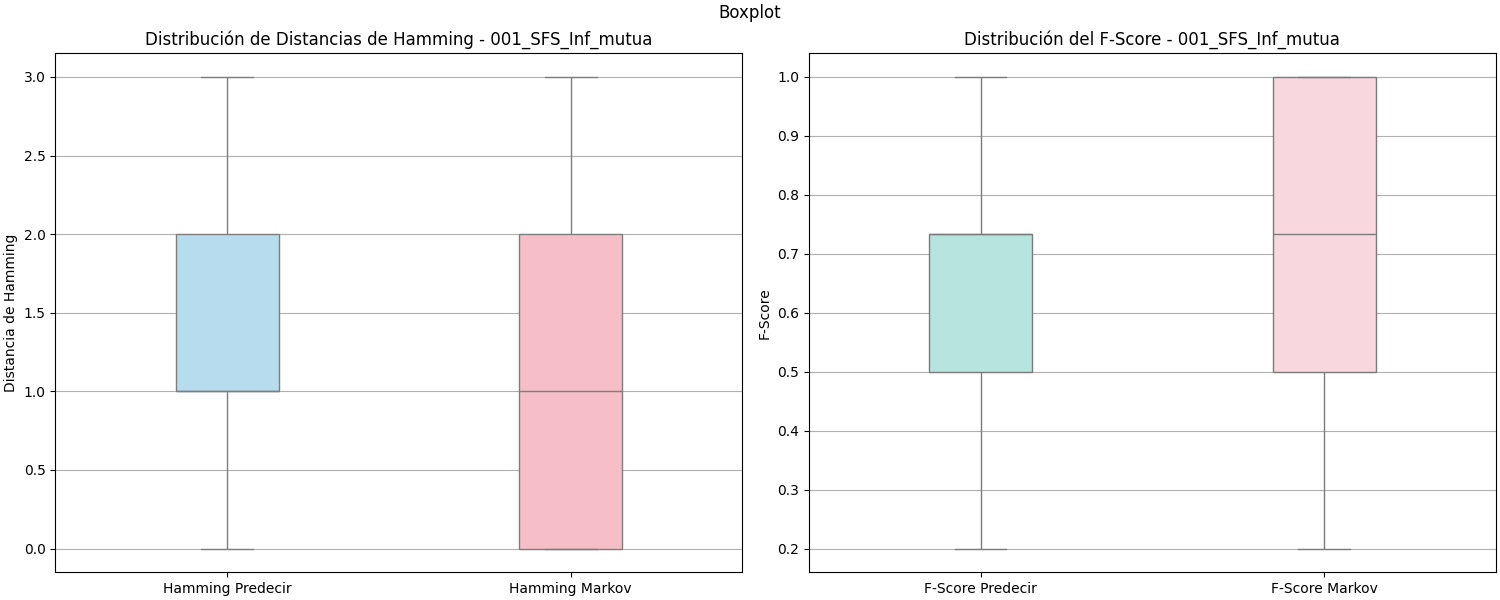 Boxplot
Distribución de Distancias de Hamming - 001_SFS_Inf_mutua
Distancia de Hamming
3.0
2.5
2.0
1.5
1.0
0.5
0.0
Hamming Predecir
Hamming Markov
Distribución del F-Score - 001_SFS_Inf_mutua
F-Score
1.0
0.9
0.8
0.7
0.6
0.5
0.4
0.3
0.2
F-Score Predecir
F-Score Markov